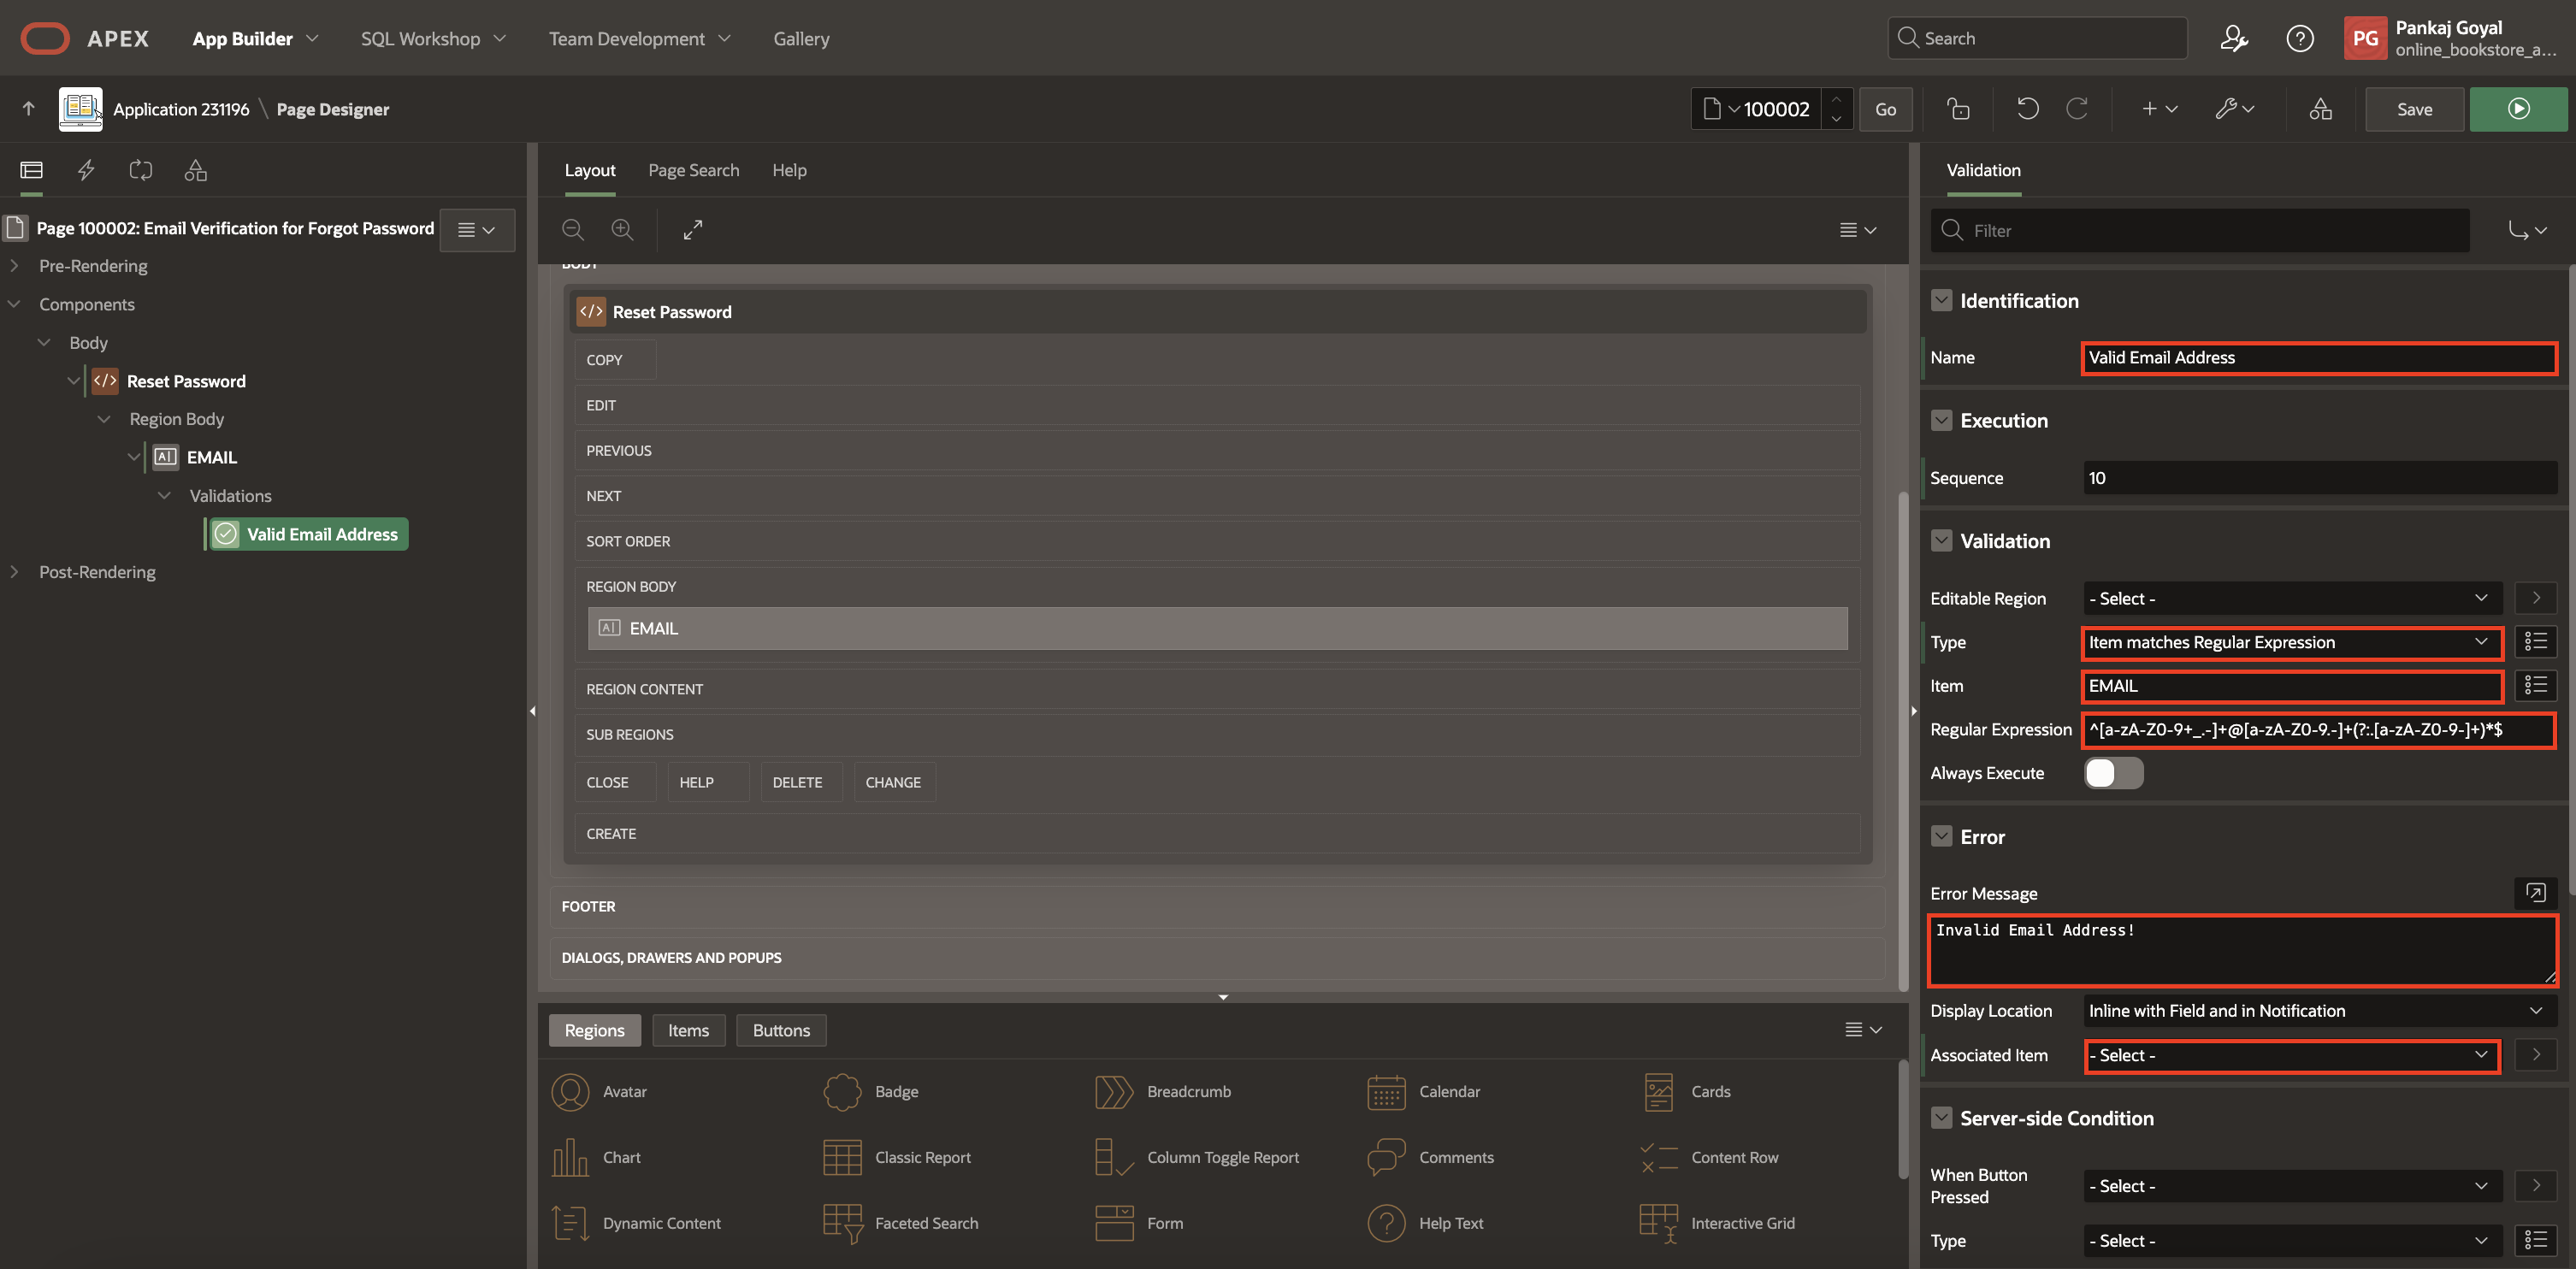 APEX App Builder SQL Workshop Team Development Gallery Search PG Pankaj Goyal
online_bookstore_a...
Application 231196 \ Page Designer 100002 Go Save
Layout Page Search Help
Validation
Page 100002: Email Verification for Forgot Password
Filter
Pre-Rendering
Components
Body
Reset Password
Region Body
EMAIL
Validations
Valid Email Address
Post-Rendering
BODY
Reset Password
COPY
EDIT
PREVIOUS
NEXT
SORT ORDER
REGION BODY
EMAIL
REGION CONTENT
SUB REGIONS
CLOSE HELP DELETE CHANGE
CREATE
FOOTER
DIALOGS, DRAWERS AND POPUPS
Regions Items Buttons
Avatar Badge Breadcrumb Calendar Cards
Chart Classic Report Column Toggle Report Comments Content Row
Dynamic Content Faceted Search Form Help Text Interactive Grid
Identification
Name Valid Email Address
Execution
Sequence 10
Validation
Editable Region - Select -
Type Item matches Regular Expression
Item EMAIL
Regular Expression ^[a-zA-Z0-9+_.-]+@[a-zA-Z0-9.-]+(?:.[a-zA-Z0-9-]+)*$
Always Execute
Error
Error Message
Invalid Email Address!
Display Location Inline with Field and in Notification
Associated Item - Select -
Server-side Condition
When Button
Pressed - Select -
Type - Select -